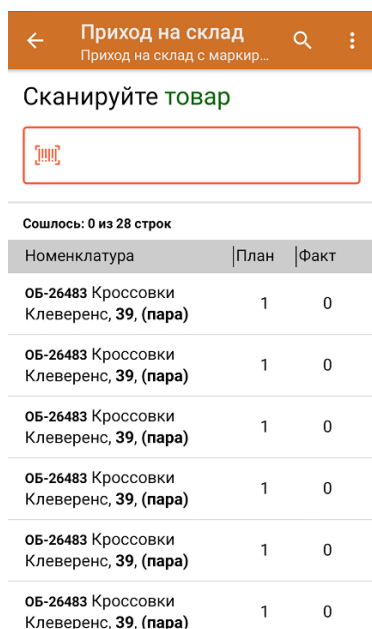 Приход на склад
Приход на склад с маркир...
Сканируйте товар
Сошлось: 0 из 28 строк
Номенклатура План Факт
ОБ-26483 Кроссовки
Клеверенс, 39, (пара) 1 0
ОБ-26483 Кроссовки
Клеверенс, 39, (пара) 1 0
ОБ-26483 Кроссовки
Клеверенс, 39, (пара) 1 0
ОБ-26483 Кроссовки
Клеверенс, 39, (пара) 1 0
ОБ-26483 Кроссовки
Клеверенс, 39, (пара) 1 0
ОБ-26483 Кроссовки
Клеверенс, 39, (пара) 1 0